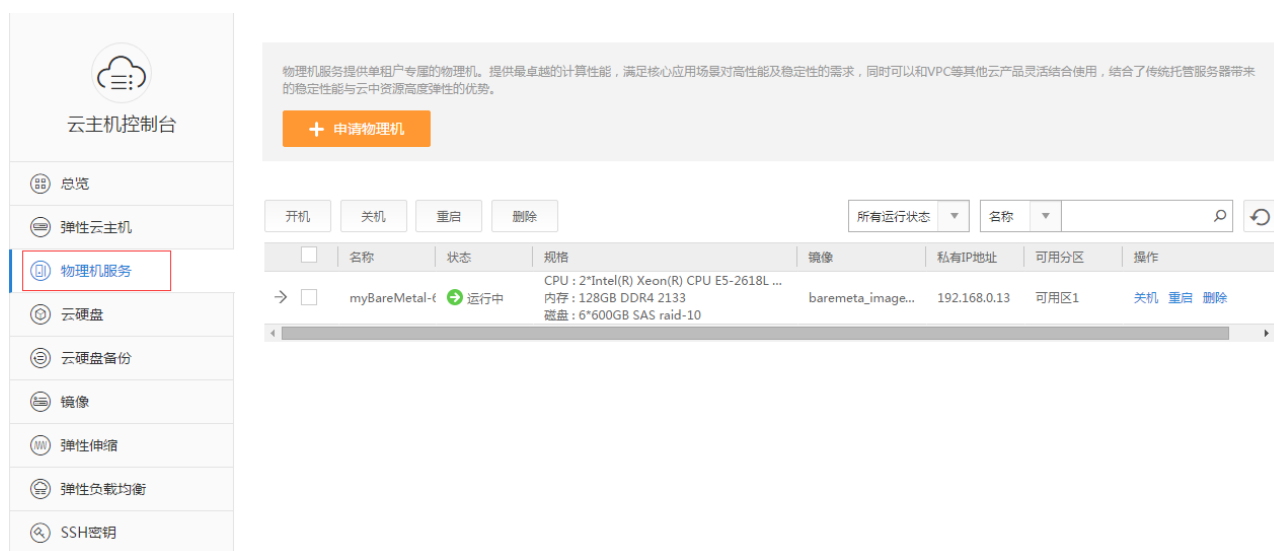 云主机控制台
总览
弹性云主机
物理机服务
云硬盘
云硬盘备份
镜像
弹性伸缩
弹性负载均衡
SSH密钥
物理机服务提供单租户专属的物理机。提供最卓越的计算性能，满足核心应用场景对高性能及稳定性的需求，同时可以和VPC等其他云产品灵活结合使用，结合了传统托管服务器带来
的稳定性能与云中资源高度弹性的优势。
+ 申请物理机
开机 关机 重启 删除 所有运行状态 名称
名称 状态 规格 镜像 私有IP地址 可用分区 操作
CPU : 2*Intel(R) Xeon(R) CPU E5-2618L ...
myBareMetal-6 运行中 内存 : 128GB DDR4 2133 baremeta_image... 192.168.0.13 可用区1 关机 重启 删除
磁盘 : 6*600GB SAS raid-10